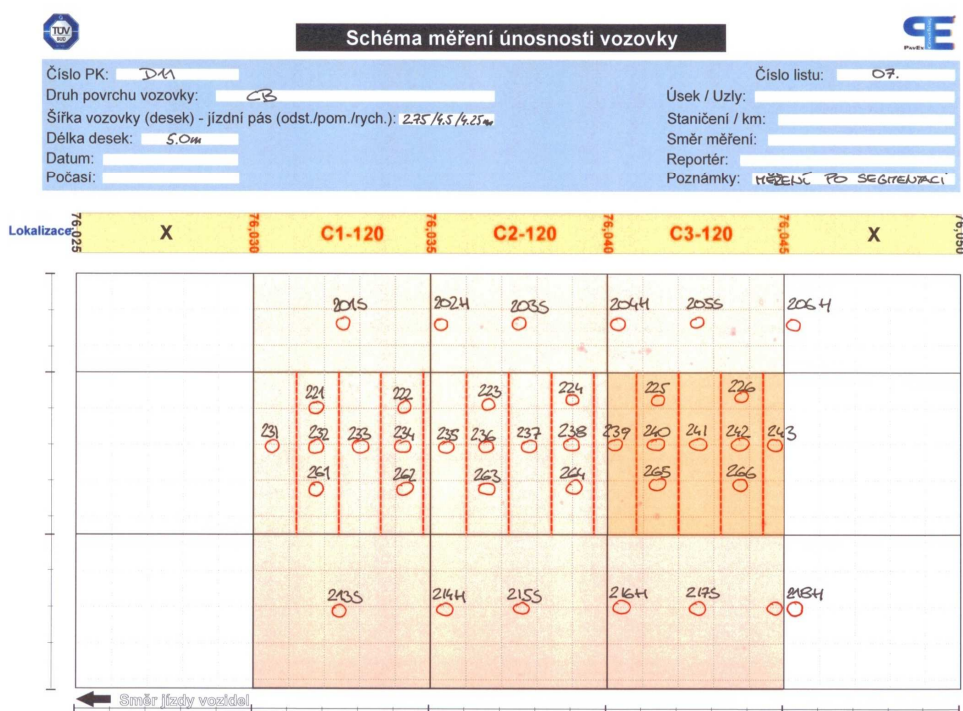 TÜV
SÜD
Schéma měření únosnosti vozovky
PavEx
Číslo PK: D11
Číslo listu: 07.
Druh povrchu vozovky: CB
Úsek / Uzly:
Šířka vozovky (desek) - jízdní pás (odst./pom./rych.): 2.75/4.5/4.25m
Staničení / km:
Délka desek: 5.0m
Směr měření:
Datum:
Reportér:
Počasí:
Poznámky: MĚŘENÍ PO SEGMENTACI
Lokalizace: 76,025 X 76,030 C1-120 76,035 C2-120 76,040 C3-120 76,045 X 76,050
201S 202H 203S 204H 205S 206H
221 222 223 224 225 226
231 232 233 234 235 236 237 238 239 240 241 242 243
261 262 263 264 265 266
213S 214H 215S 216H 217S 218H
Směr jízdy vozidel